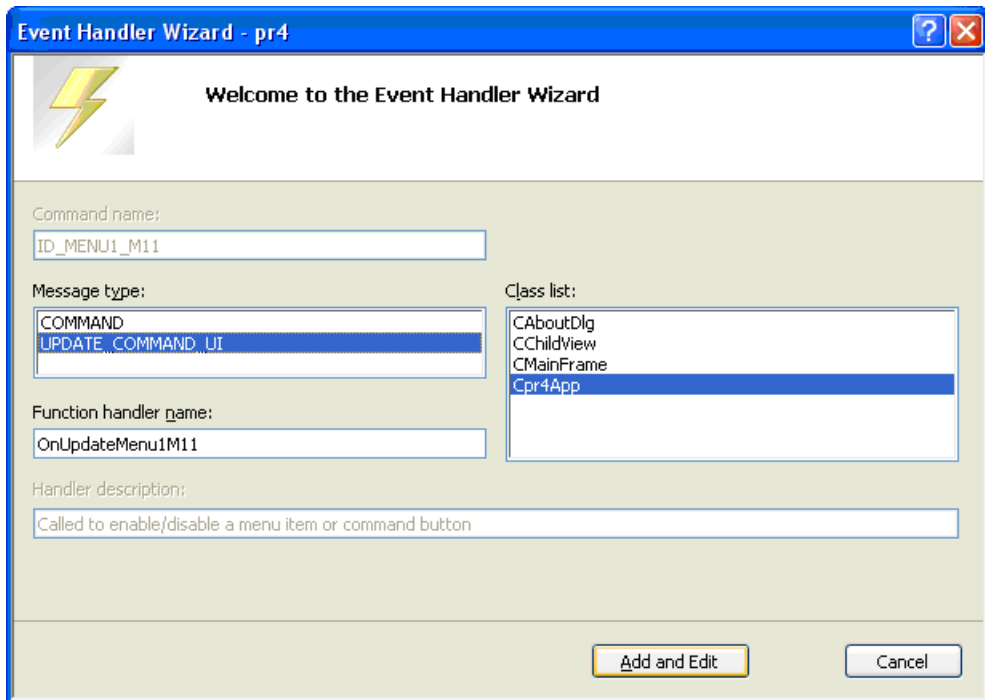 Event Handler Wizard - pr4
Welcome to the Event Handler Wizard
Command name:
ID_MENU1_M11
Message type:
COMMAND
UPDATE_COMMAND_UI
Class list:
CAboutDlg
CChildView
CMainFrame
Cpr4App
Function handler name:
OnUpdateMenu1M11
Handler description:
Called to enable/disable a menu item or command button
Add and Edit
Cancel